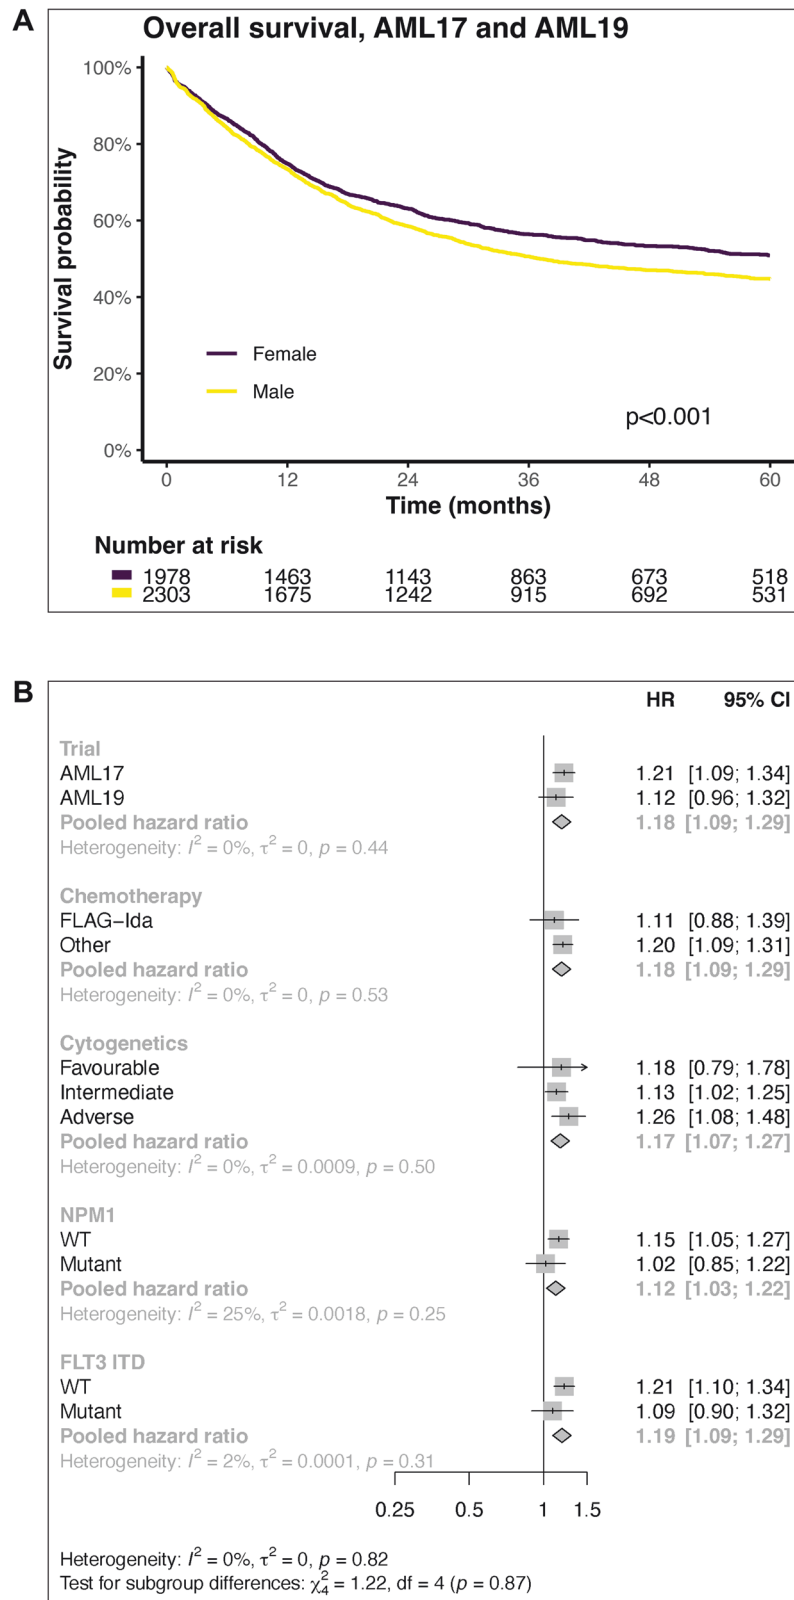 A
Overall survival, AML17 and AML19
100%
80%
60%
40%
20%
0%
Survival probability
Female
Male
p<0.001
0 12 24 36 48 60
Time (months)
Number at risk
1978 1463 1143 863 673 518
2303 1675 1242 915 692 531
B
HR 95% CI
Trial
AML17 1.21 [1.09; 1.34]
AML19 1.12 [0.96; 1.32]
Pooled hazard ratio 1.18 [1.09; 1.29]
Heterogeneity: I² = 0%, τ² = 0, p = 0.44
Chemotherapy
FLAG−Ida 1.11 [0.88; 1.39]
Other 1.20 [1.09; 1.31]
Pooled hazard ratio 1.18 [1.09; 1.29]
Heterogeneity: I² = 0%, τ² = 0, p = 0.53
Cytogenetics
Favourable 1.18 [0.79; 1.78]
Intermediate 1.13 [1.02; 1.25]
Adverse 1.26 [1.08; 1.48]
Pooled hazard ratio 1.17 [1.07; 1.27]
Heterogeneity: I² = 0%, τ² = 0.0009, p = 0.50
NPM1
WT 1.15 [1.05; 1.27]
Mutant 1.02 [0.85; 1.22]
Pooled hazard ratio 1.12 [1.03; 1.22]
Heterogeneity: I² = 25%, τ² = 0.0018, p = 0.25
FLT3 ITD
WT 1.21 [1.10; 1.34]
Mutant 1.09 [0.90; 1.32]
Pooled hazard ratio 1.19 [1.09; 1.29]
Heterogeneity: I² = 2%, τ² = 0.0001, p = 0.31
0.25 0.5 1 1.5
Heterogeneity: I² = 0%, τ² = 0, p = 0.82
Test for subgroup differences: χ²₄ = 1.22, df = 4 (p = 0.87)